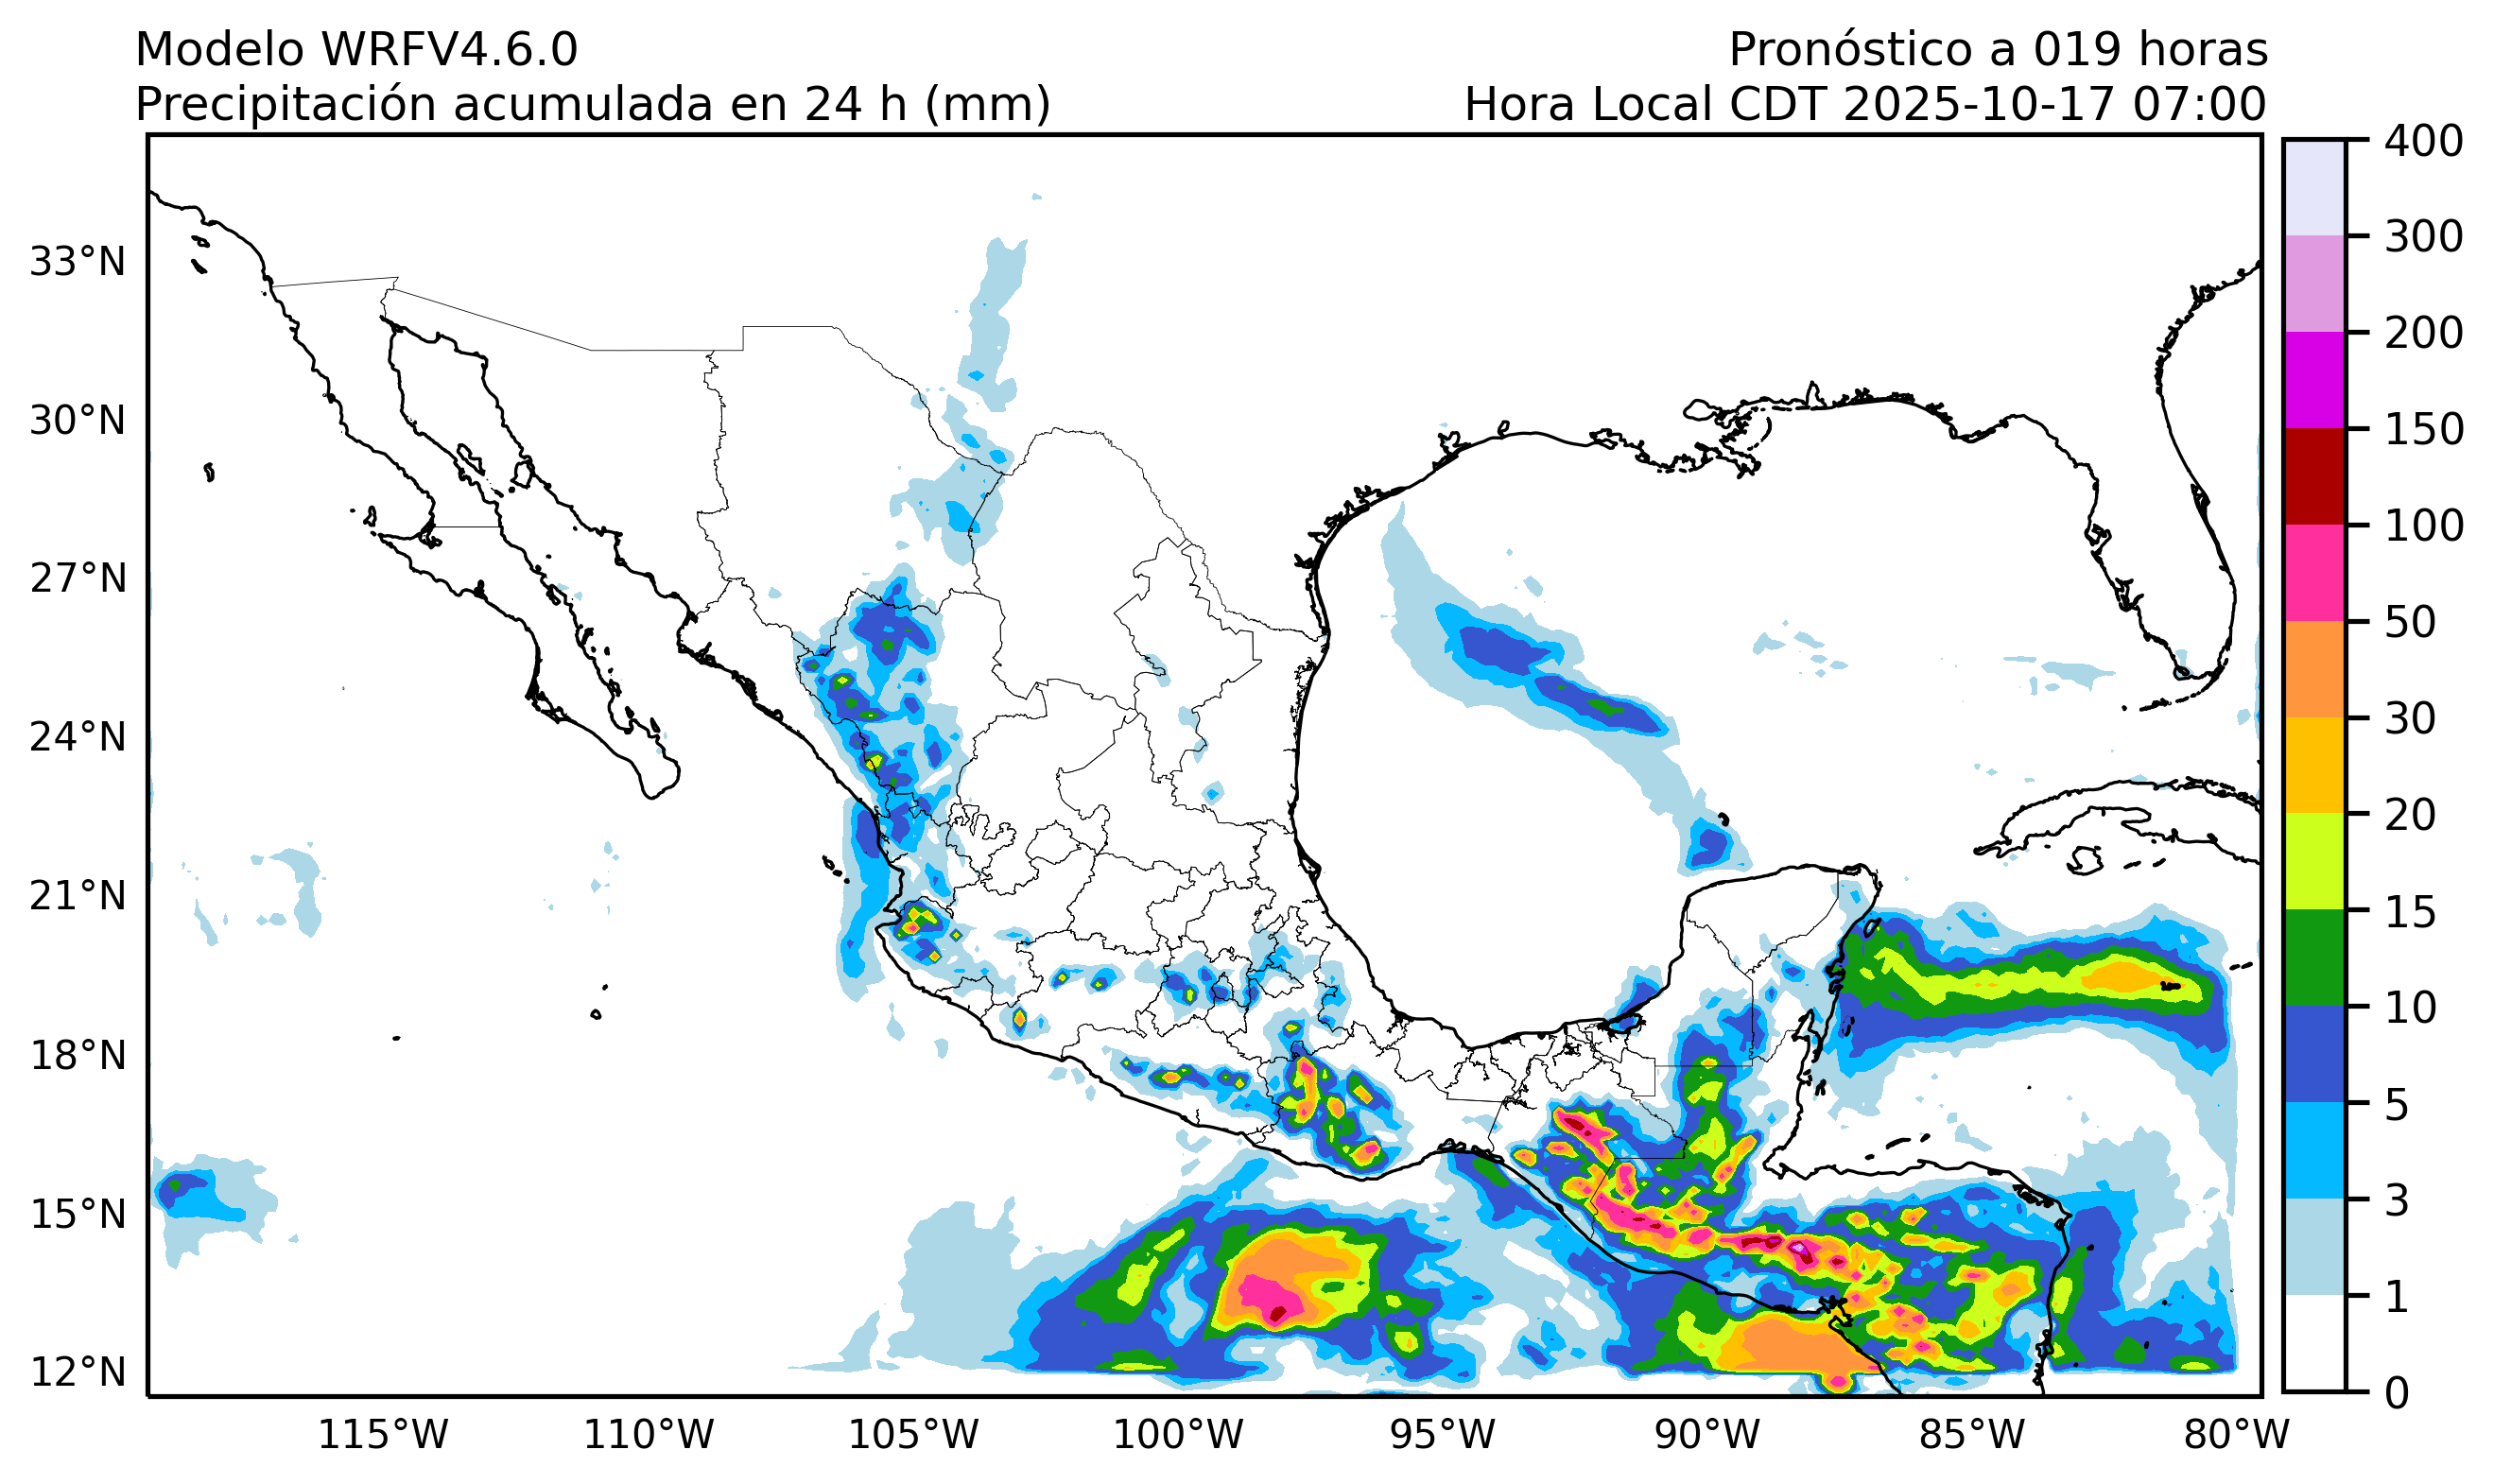 Modelo WRFV4.6.0
Pronóstico a 019 horas
Precipitación acumulada en 24 h (mm)
Hora Local CDT 2025-10-17 07:00
33°N
30°N
27°N
24°N
21°N
18°N
15°N
12°N
115°W
110°W
105°W
100°W
95°W
90°W
85°W
80°W
400
300
200
150
100
50
30
20
15
10
5
3
1
0